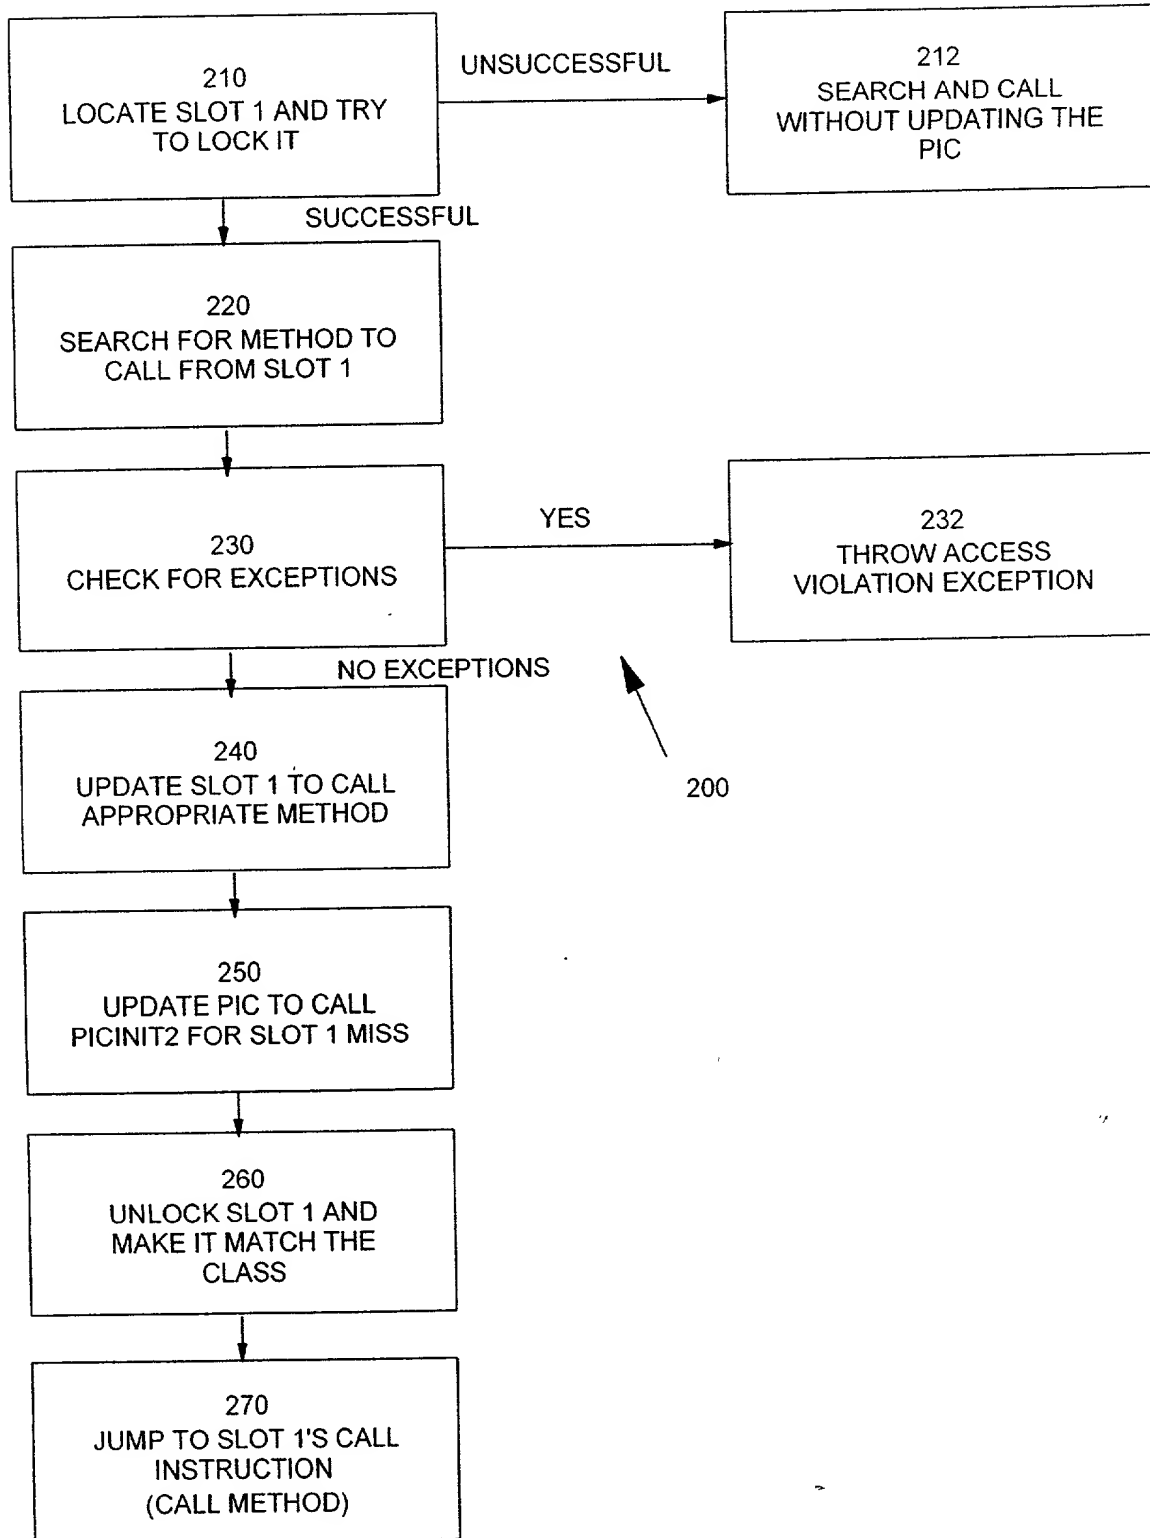 210
LOCATE SLOT 1 AND TRY
TO LOCK IT
UNSUCCESSFUL
212
SEARCH AND CALL
WITHOUT UPDATING THE
PIC
SUCCESSFUL
220
SEARCH FOR METHOD TO
CALL FROM SLOT 1
230
CHECK FOR EXCEPTIONS
YES
232
THROW ACCESS
VIOLATION EXCEPTION
NO EXCEPTIONS
240
UPDATE SLOT 1 TO CALL
APPROPRIATE METHOD
200
250
UPDATE PIC TO CALL
PICINIT2 FOR SLOT 1 MISS
260
UNLOCK SLOT 1 AND
MAKE IT MATCH THE
CLASS
270
JUMP TO SLOT 1'S CALL
INSTRUCTION
(CALL METHOD)